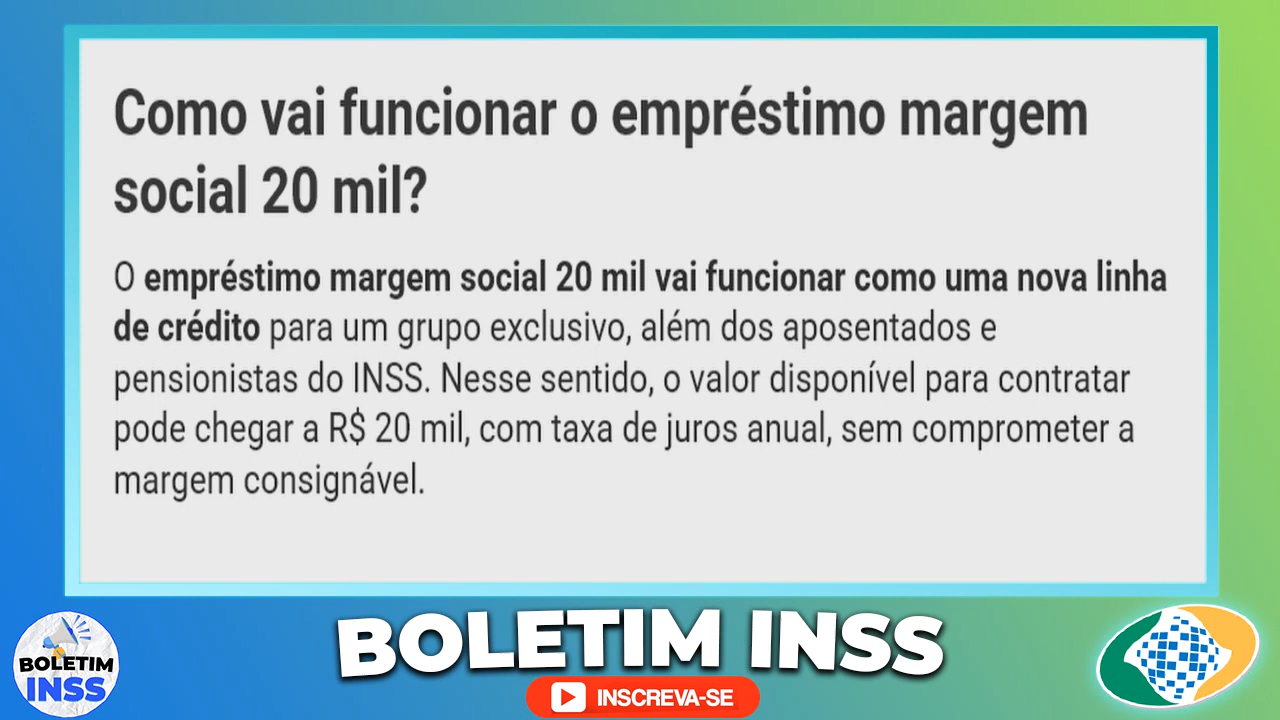 Como vai funcionar o empréstimo margem
social 20 mil?
O empréstimo margem social 20 mil vai funcionar como uma nova linha
de crédito para um grupo exclusivo, além dos aposentados e
pensionistas do INSS. Nesse sentido, o valor disponível para contratar
pode chegar a R$ 20 mil, com taxa de juros anual, sem comprometer a
margem consignável.
BOLETIM
INSS
BOLETIM INSS
INSCREVA-SE